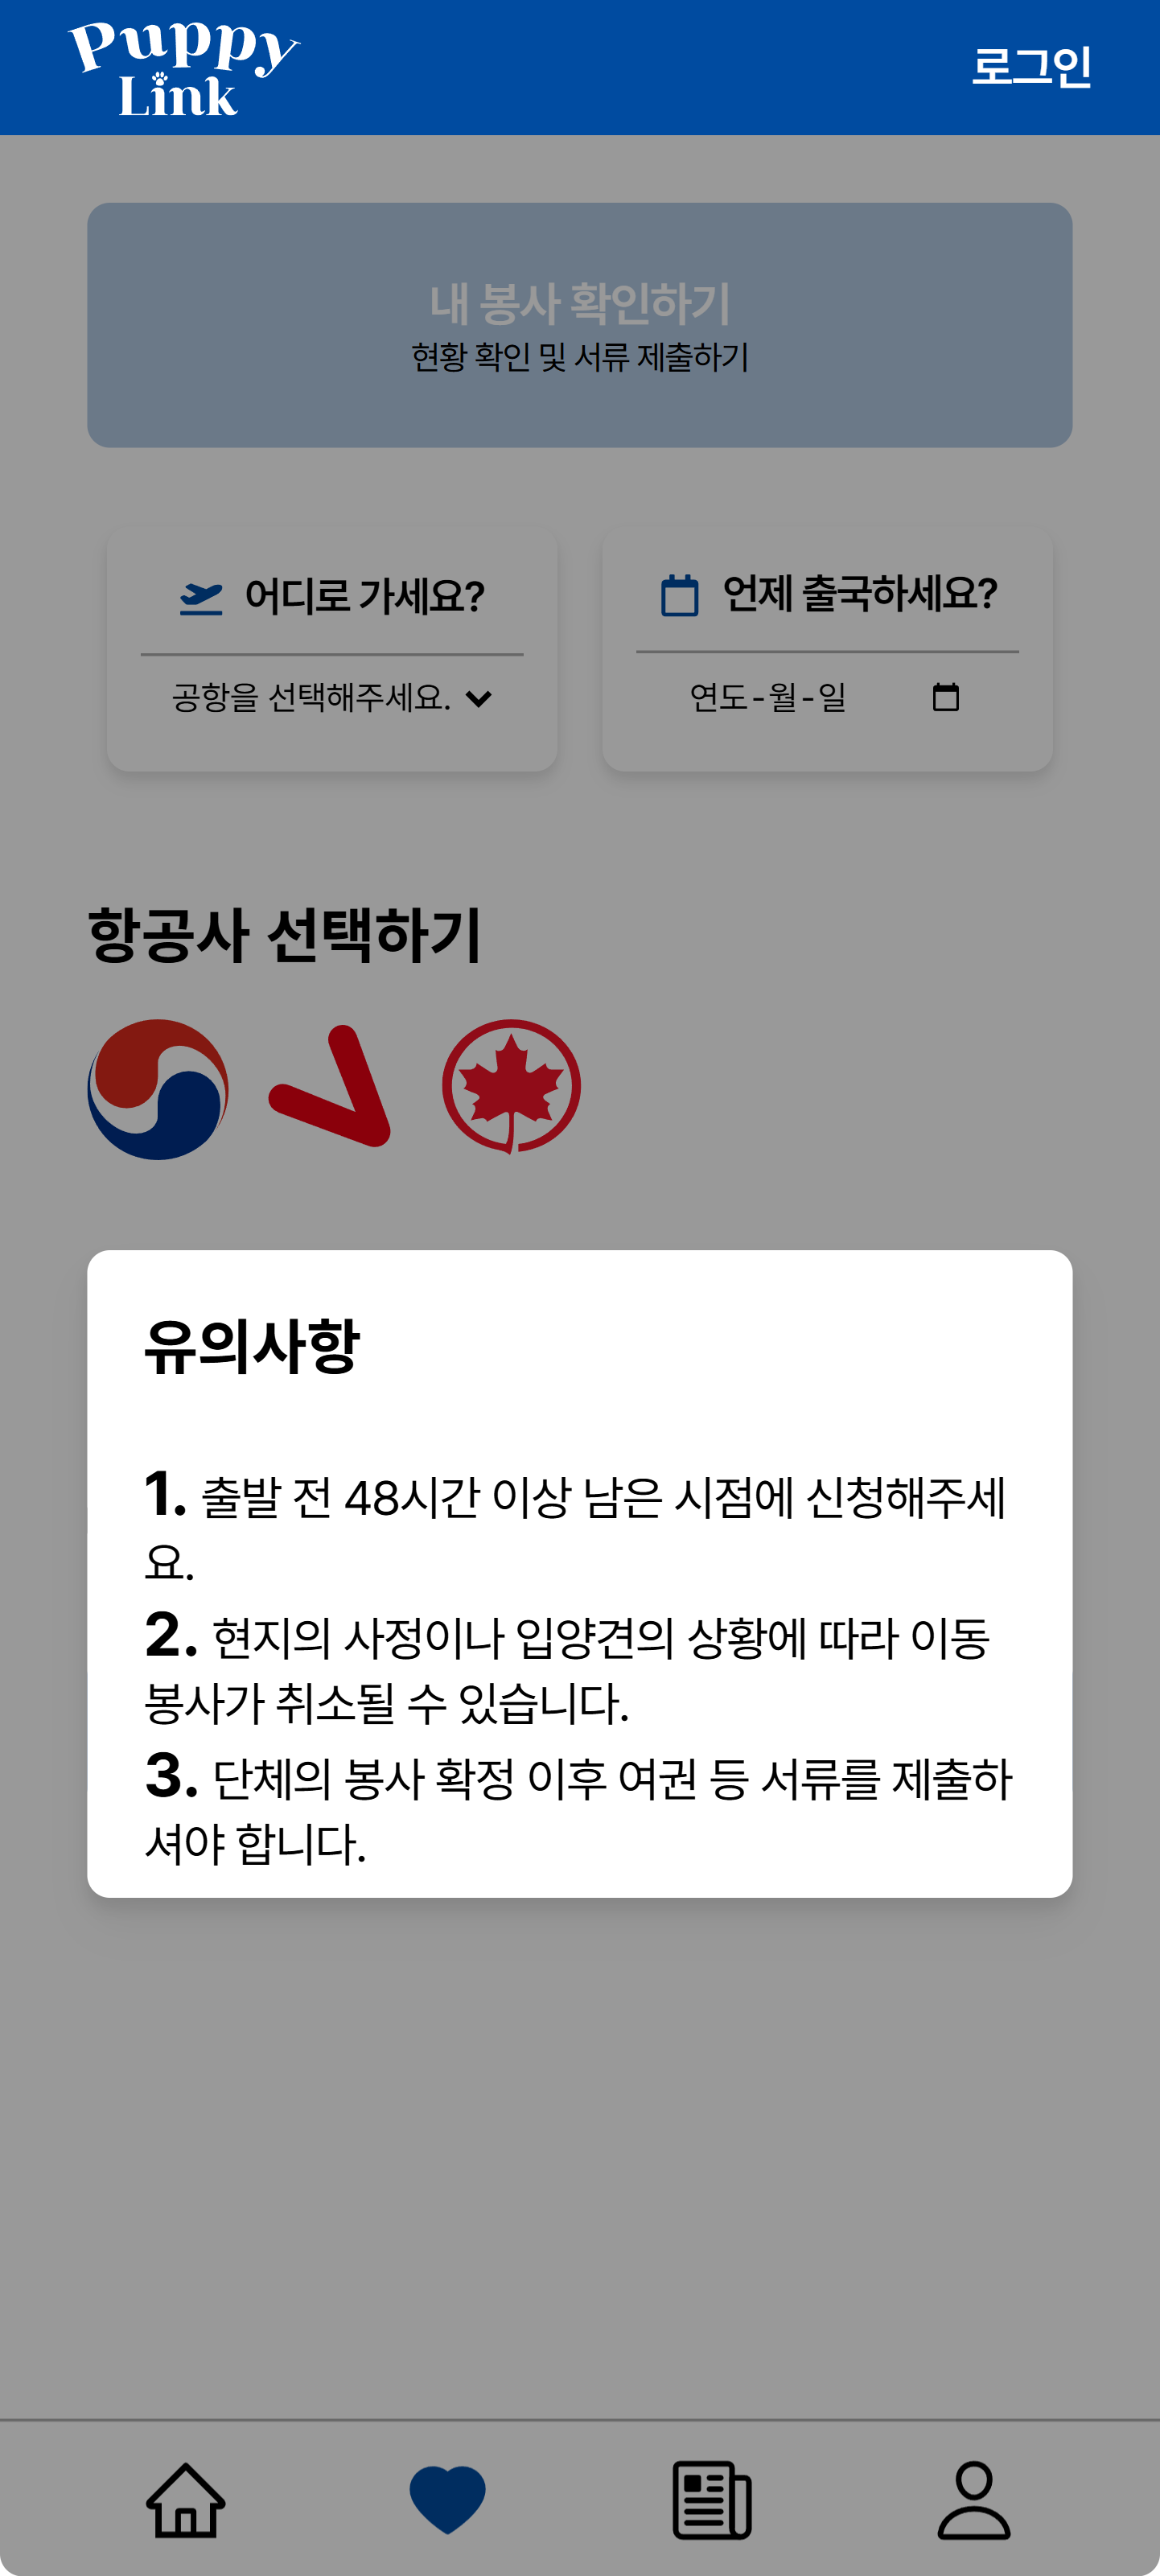 Puppy
Link
로그인
내 봉사 확인하기
현황 확인 및 서류 제출하기
어디로 가세요?
언제 출국하세요?
공항을 선택해주세요.
연도-월-일
항공사 선택하기
유의사항
1. 출발 전 48시간 이상 남은 시점에 신청해주세
요.
2. 현지의 사정이나 입양견의 상황에 따라 이동
봉사가 취소될 수 있습니다.
3. 단체의 봉사 확정 이후 여권 등 서류를 제출하
셔야 합니다.